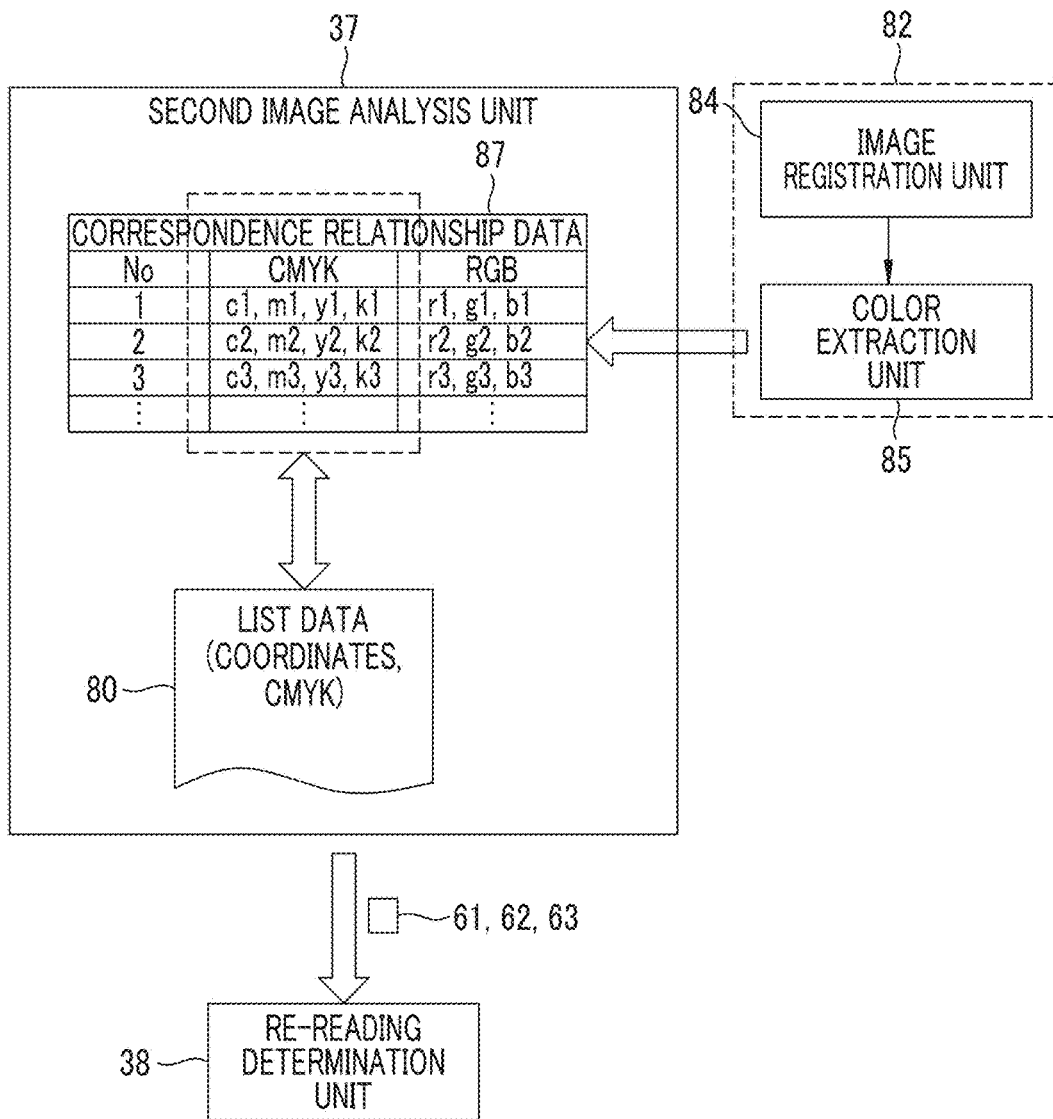 37
SECOND IMAGE ANALYSIS UNIT
87
CORRESPONDENCE RELATIONSHIP DATA
No CMYK RGB
1 c1, m1, y1, k1 r1, g1, b1
2 c2, m2, y2, k2 r2, g2, b2
3 c3, m3, y3, k3 r3, g3, b3
⋮ ⋮ ⋮
82
84
IMAGE
REGISTRATION UNIT
COLOR
EXTRACTION
UNIT
85
LIST DATA
(COORDINATES,
CMYK)
80
61, 62, 63
RE-READING
DETERMINATION
UNIT
38